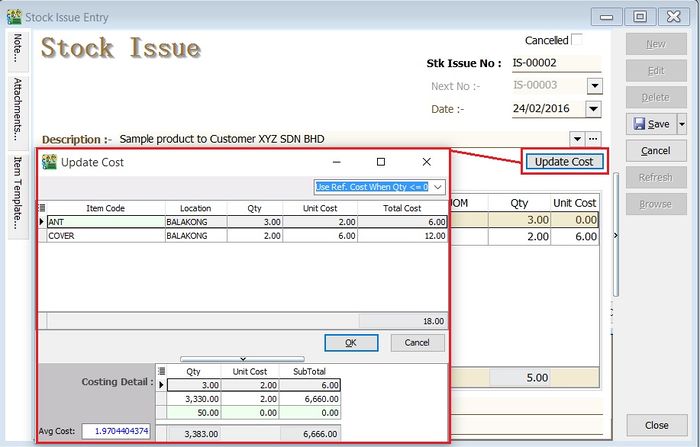 Stock Issue Entry
Note...
Attachments...
Item Template...
Stock Issue
Cancelled
Stk Issue No : IS-00002
Next No :- IS-00003
Date :- 24/02/2016
Description :- Sample product to Customer XYZ SDN BHD
Update Cost
New
Edit
Delete
Save
Cancel
Refresh
Browse
Close
Qty Unit Cost
3.00 0.00
2.00 6.00
5.00
Update Cost
Use Ref. Cost When Qty <= 0
Item Code Location Qty Unit Cost Total Cost
ANT BALAKONG 3.00 2.00 6.00
COVER BALAKONG 2.00 6.00 12.00
18.00
OK Cancel
Costing Detail : Qty Unit Cost SubTotal
3.00 2.00 6.00
3,330.00 2.00 6,660.00
50.00 0.00 0.00
Avg Cost: 1.9704404374 3,383.00 6,666.00